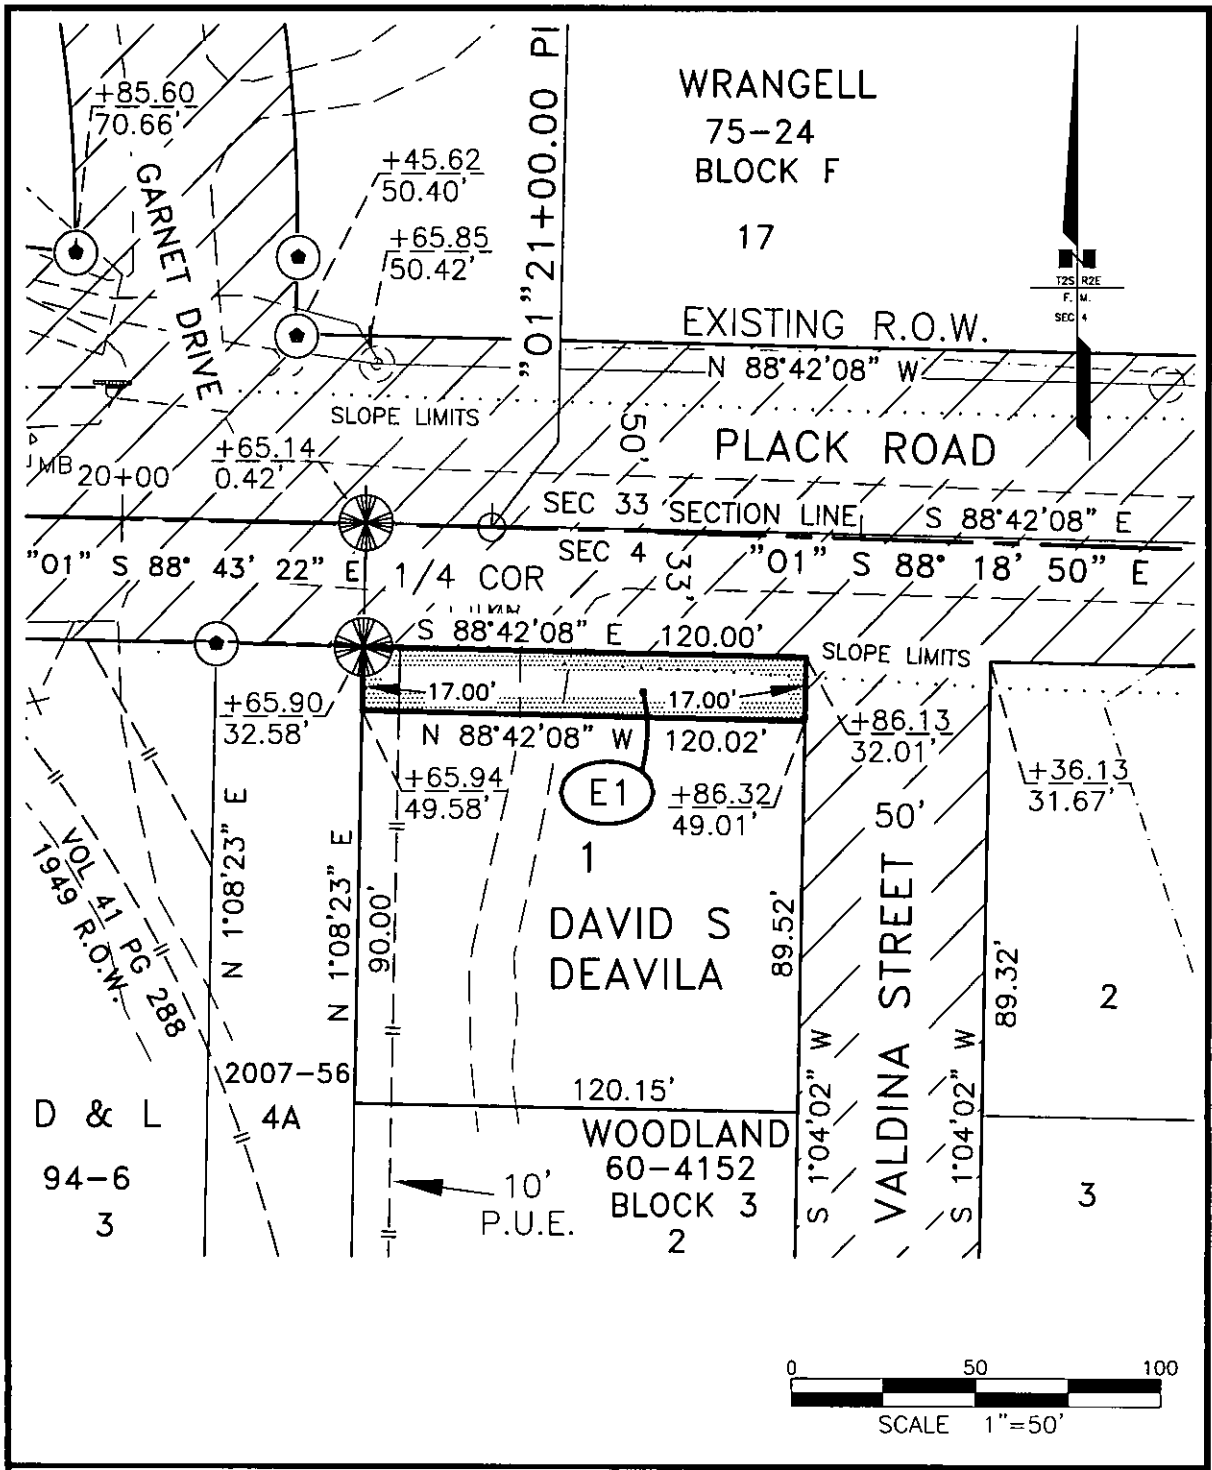 WRANGELL
75-24
BLOCK F
17
+85.60
70.66'
GARNET DRIVE
+45.62
50.40'
+65.85
50.42'
"01"21+00.00 PI
T2S R2E
F. M.
SEC 4
EXISTING R.O.W.
N 88°42'08" W
SLOPE LIMITS
50'
PLACK ROAD
MB
20+00
+65.14
0.42'
SEC 33
SECTION LINE
S 88°42'08" E
SEC 4
"01" S 88° 43' 22" E
1/4 COR
33'
"01" S 88° 18' 50" E
S 88°42'08" E 120.00'
SLOPE LIMITS
17.00'
17.00'
+65.90
32.58'
N 88°42'08" W 120.02'
+86.13
32.01'
+65.94
49.58'
E1
+86.32
49.01'
50'
+36.13
31.67'
1
VOL 41 PG 288
1949 R.O.W.
N 1°08'23" E
N 1°08'23" E
90.00'
DAVID S
DEAVILA
89.52'
VALDINA STREET
89.32'
2
S 1°04'02" W
S 1°04'02" W
2007-56
4A
120.15'
D & L
94-6
3
WOODLAND
60-4152
BLOCK 3
2
10'
P.U.E.
3
0 50 100
SCALE 1"=50'